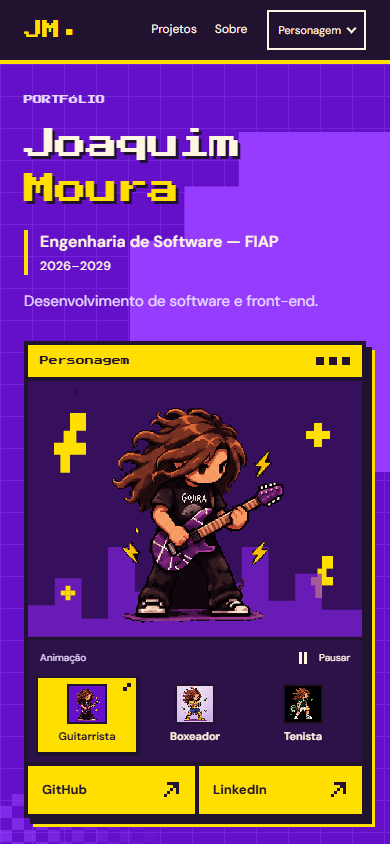 JM.
Projetos Sobre Personagem
PORTFóLIO
Joaquim
Moura
Engenharia de Software — FIAP
2026–2029
Desenvolvimento de software e front-end.
Personagem
GOJIRA
Animação Pausar
Guitarrista Boxeador Tenista
GitHub LinkedIn